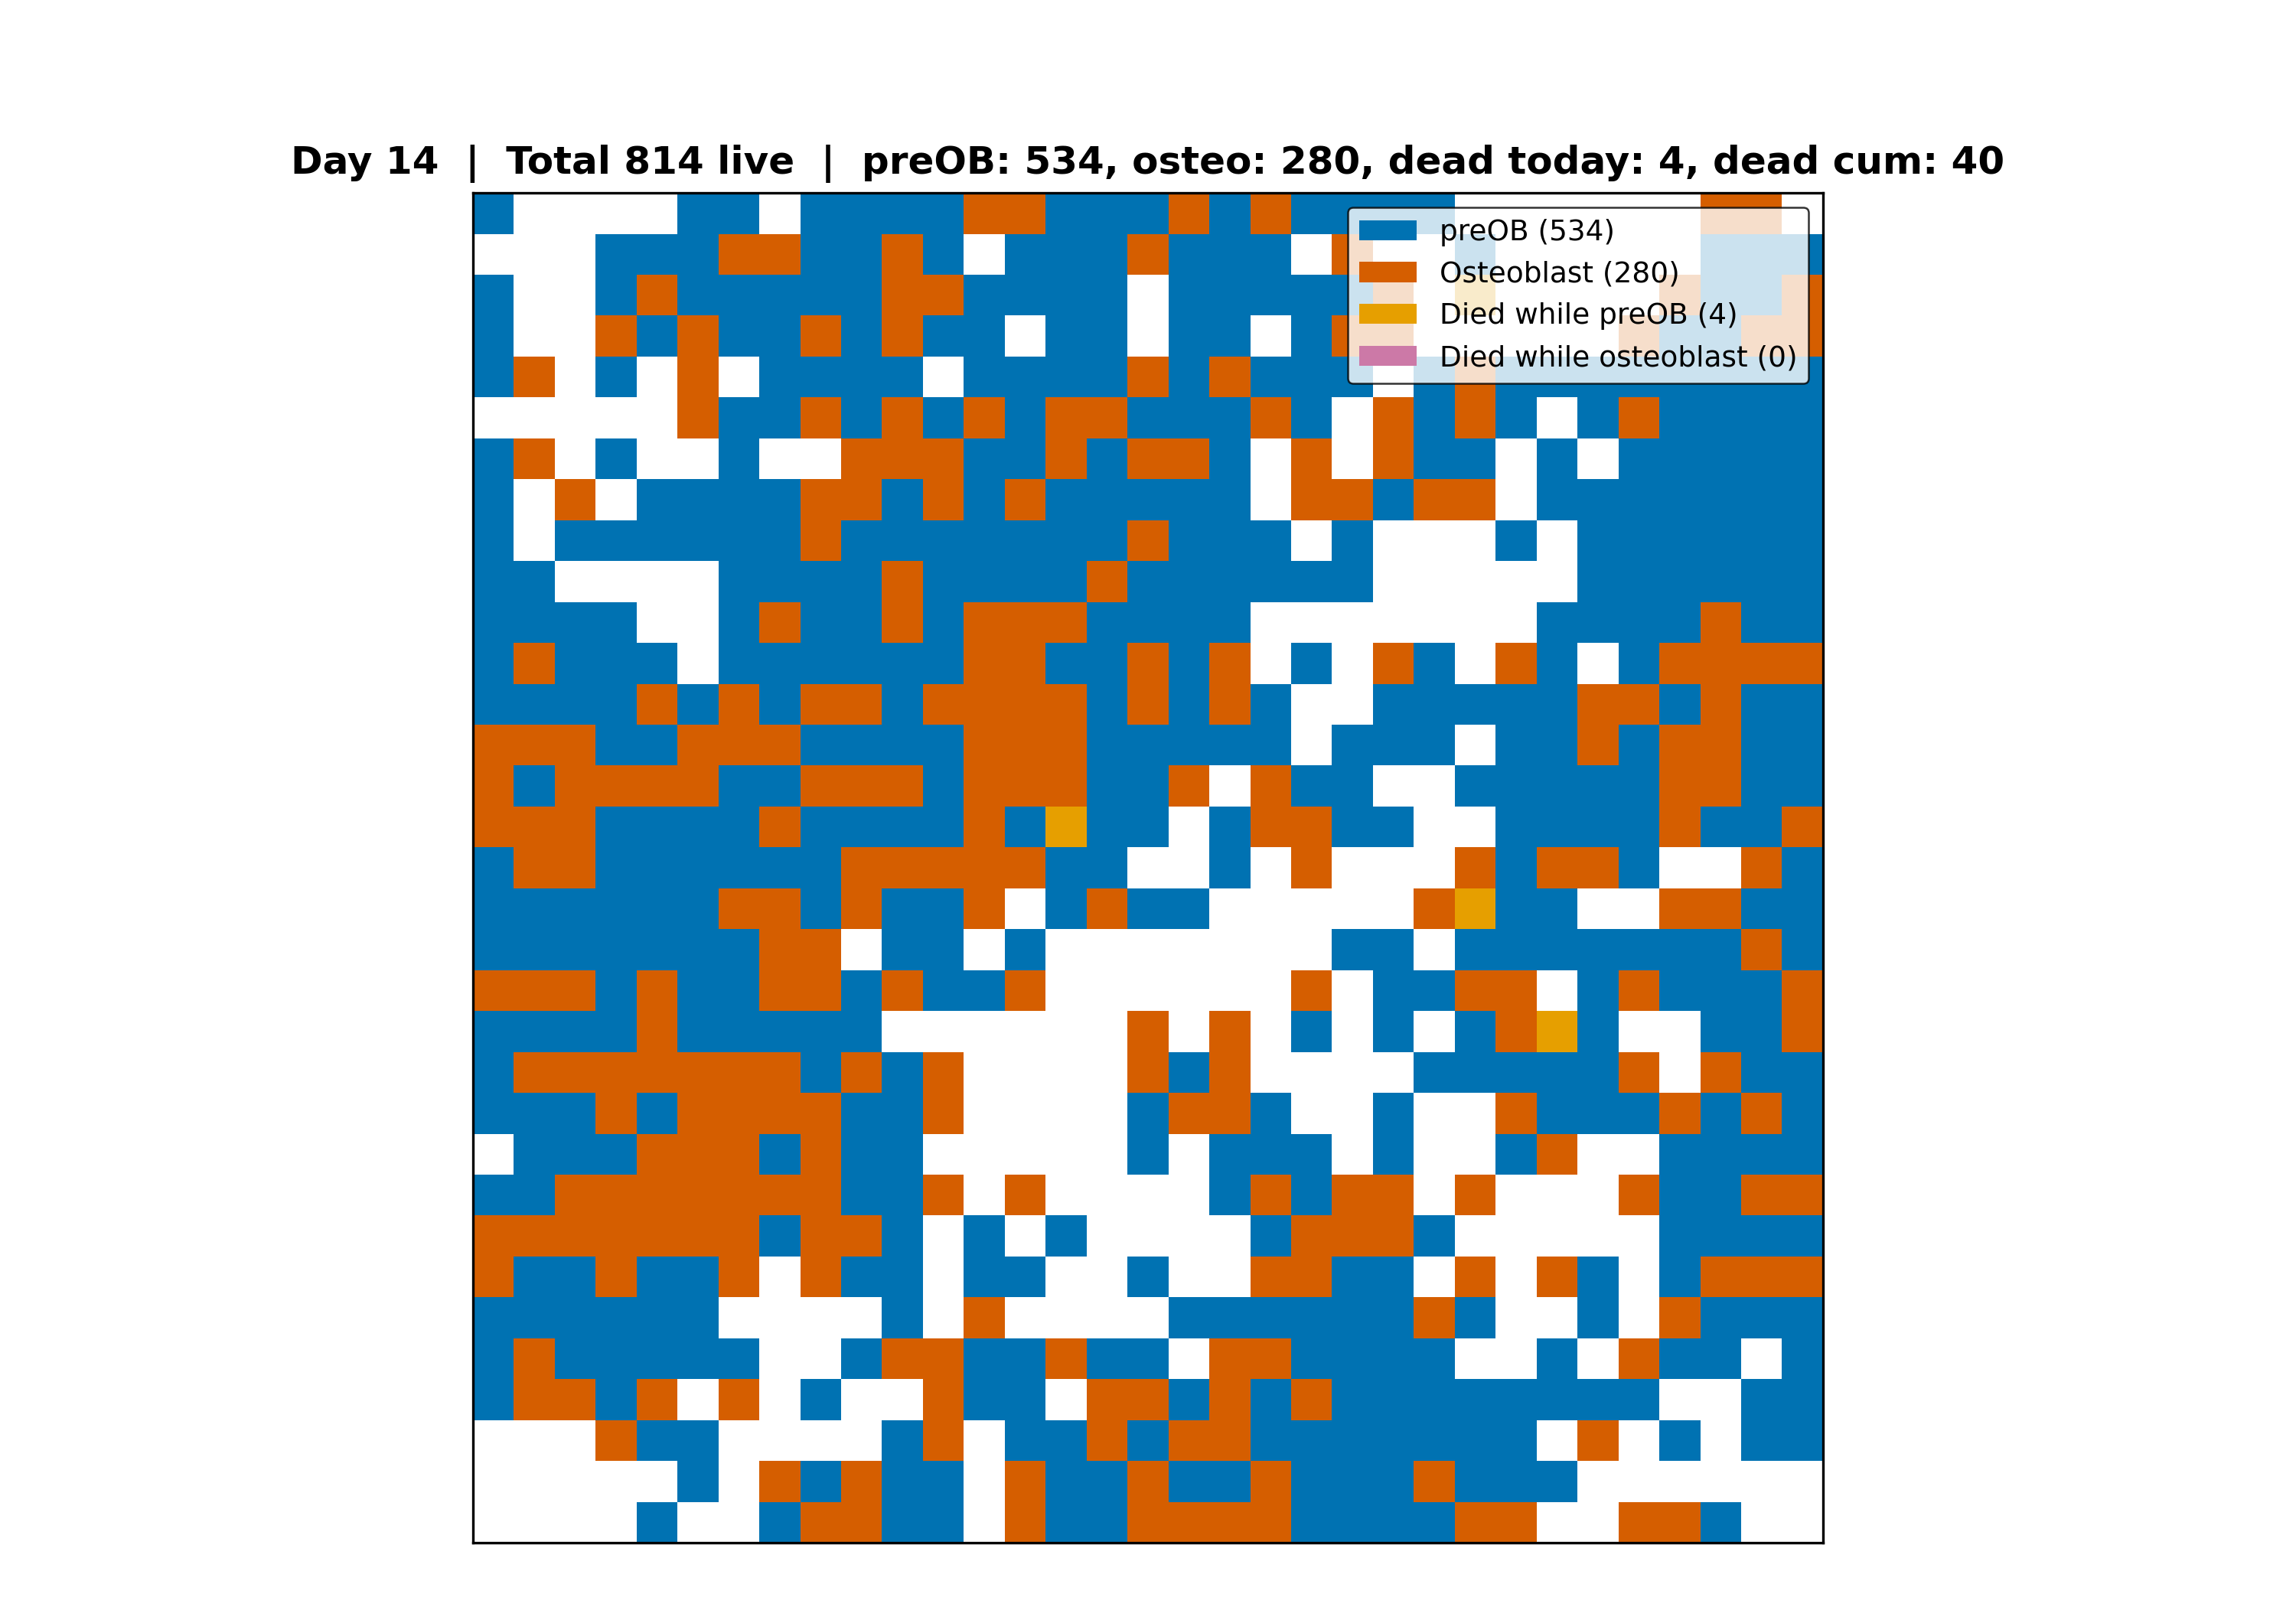 Day 14 | Total 814 live | preOB: 534, osteo: 280, dead today: 4, dead cum: 40
preOB (534)
Osteoblast (280)
Died while preOB (4)
Died while osteoblast (0)